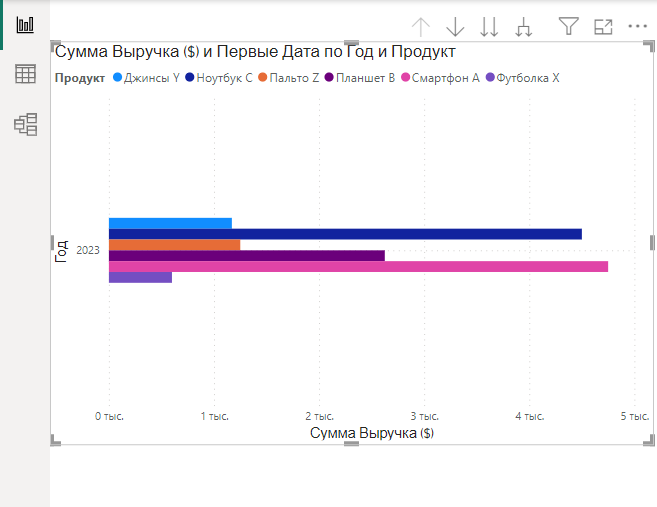 Сумма Выручка ($) и Первые Дата по Год и Продукт
Продукт Джинсы Y Ноутбук C Пальто Z Планшет B Смартфон A Футболка X
Год
2023
0 тыс. 1 тыс. 2 тыс. 3 тыс. 4 тыс. 5 тыс.
Сумма Выручка ($)